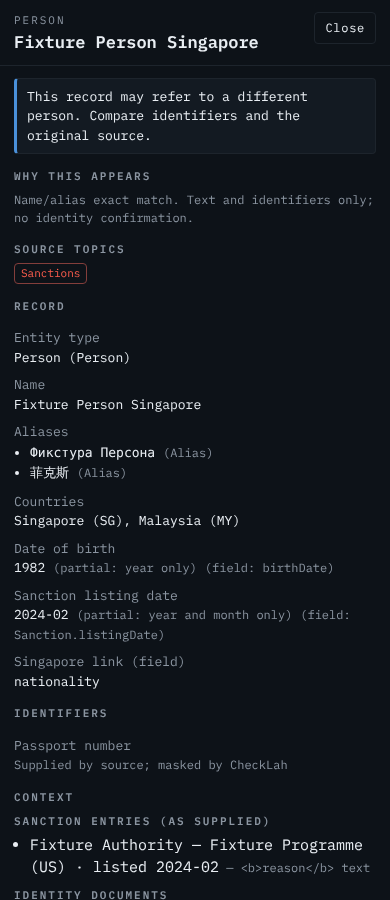 PERSON
Fixture Person Singapore
Close
This record may refer to a different
person. Compare identifiers and the
original source.
WHY THIS APPEARS
Name/alias exact match. Text and identifiers only;
no identity confirmation.
SOURCE TOPICS
Sanctions
RECORD
Entity type
Person (Person)
Name
Fixture Person Singapore
Aliases
• Фикстура Персона (Alias)
• 菲克斯 (Alias)
Countries
Singapore (SG), Malaysia (MY)
Date of birth
1982 (partial: year only) (field: birthDate)
Sanction listing date
2024-02 (partial: year and month only) (field:
Sanction.listingDate)
Singapore link (field)
nationality
IDENTIFIERS
Passport number
Supplied by source; masked by CheckLah
CONTEXT
SANCTION ENTRIES (AS SUPPLIED)
• Fixture Authority — Fixture Programme
(US) · listed 2024-02 — <b>reason</b> text
IDENTITY DOCUMENTS